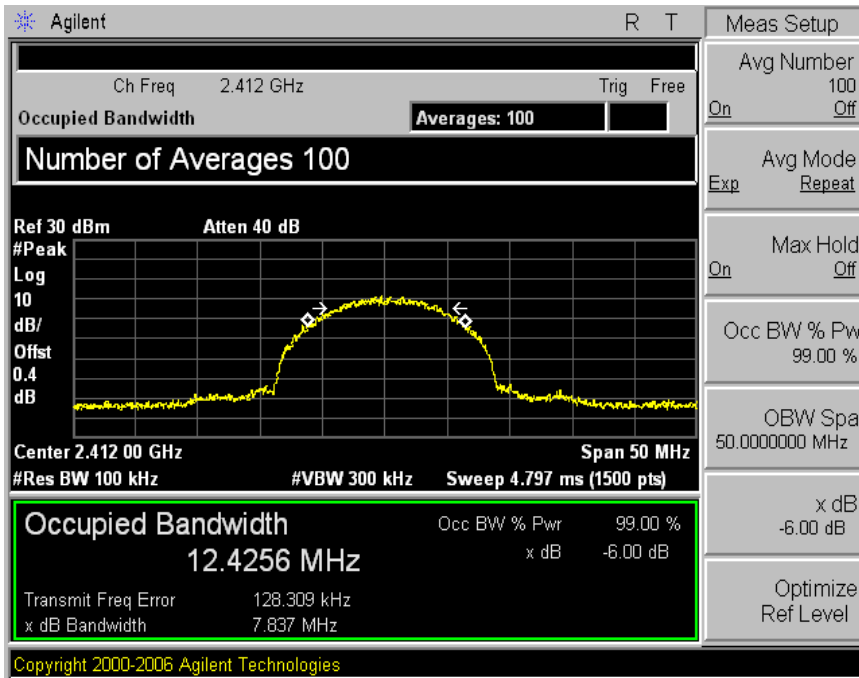 Agilent R T Meas Setup
Ch Freq 2.412 GHz Trig Free
Occupied Bandwidth Averages: 100
Number of Averages 100
Ref 30 dBm Atten 40 dB
#Peak
Log
10
dB/
Offst
0.4
dB
Center 2.412 00 GHz Span 50 MHz
#Res BW 100 kHz #VBW 300 kHz Sweep 4.797 ms (1500 pts)
Occupied Bandwidth Occ BW % Pwr 99.00 %
12.4256 MHz x dB -6.00 dB
Transmit Freq Error 128.309 kHz
x dB Bandwidth 7.837 MHz
Copyright 2000-2006 Agilent Technologies
Avg Number
100
On Off
Avg Mode
Exp Repeat
Max Hold
On Off
Occ BW % Pw
99.00 %
OBW Spa
50.0000000 MHz
x dB
-6.00 dB
Optimize
Ref Level